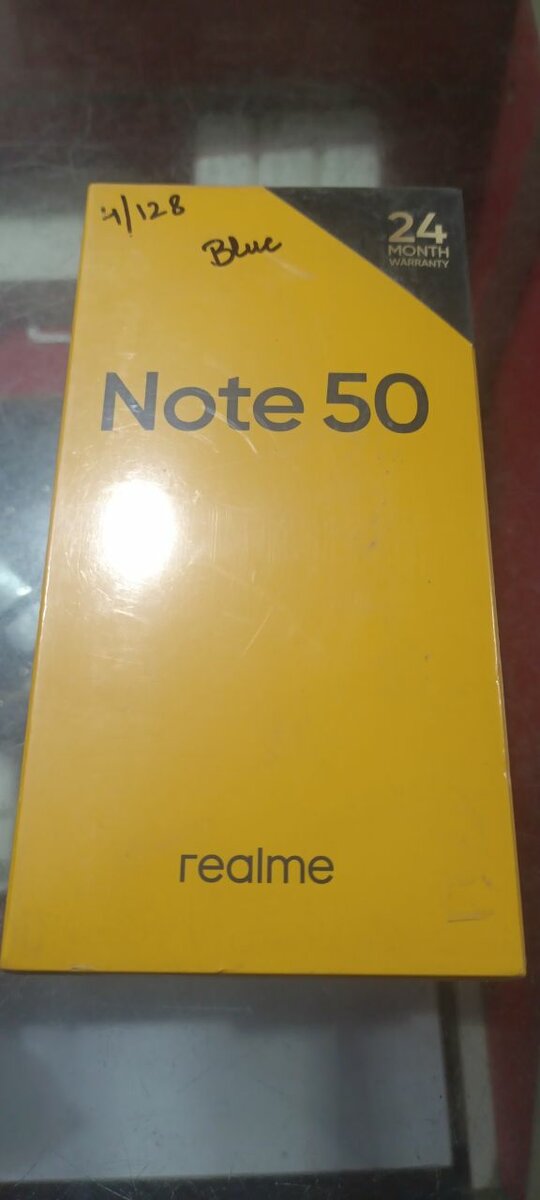 4/128
Blue
24
MONTH
WARRANTY
Note 50
realme